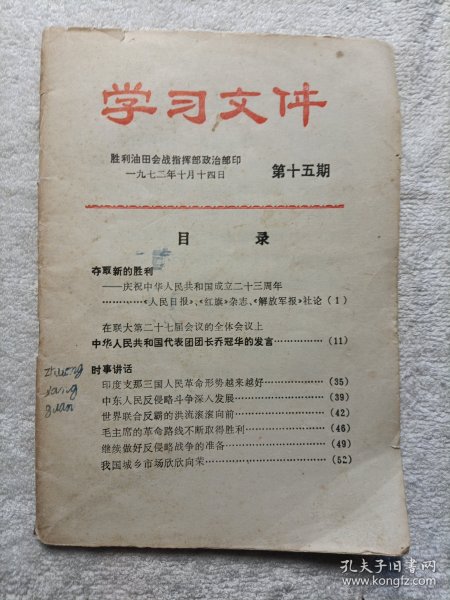 学习文件
胜利油田会战指挥部政治部印
一九七二年十月十四日 第十五期
目 录
夺取新的胜利
——庆祝中华人民共和国成立二十三周年
…………《人民日报》、《红旗》杂志、《解放军报》社论(1)
在联大第二十七届会议的全体会议上
中华人民共和国代表团团长乔冠华的发言……………(11)
时事讲话
印度支那三国人民革命形势越来越好…………(35)
中东人民反侵略斗争深入发展………………(39)
世界联合反霸的洪流滚滚向前………………(42)
毛主席的革命路线不断取得胜利……………(46)
继续做好反侵略战争的准备…………………(49)
我国城乡市场欣欣向荣………………………(52)
guan
孔夫子旧书网
www.kongfz.com